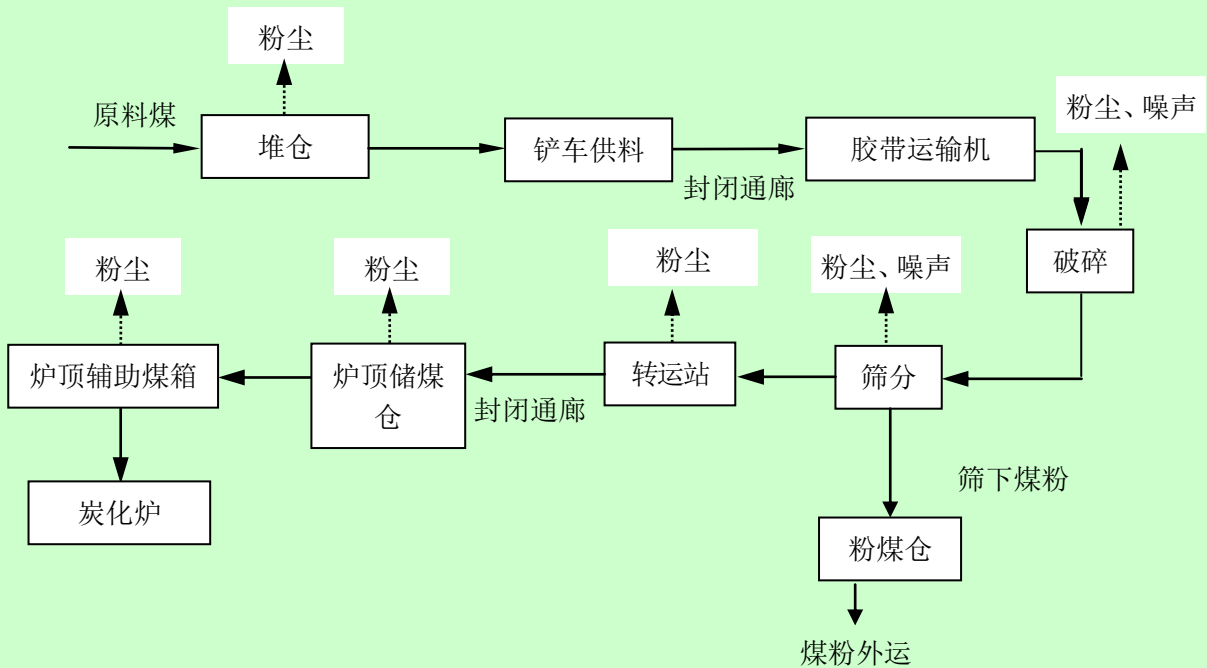 粉尘
原料煤
堆仓
铲车供料
封闭通廊
胶带运输机
粉尘、噪声
破碎
粉尘
粉尘
粉尘
粉尘、噪声
炉顶辅助煤箱
炉顶储煤
仓
封闭通廊
转运站
筛分
炭化炉
筛下煤粉
粉煤仓
煤粉外运